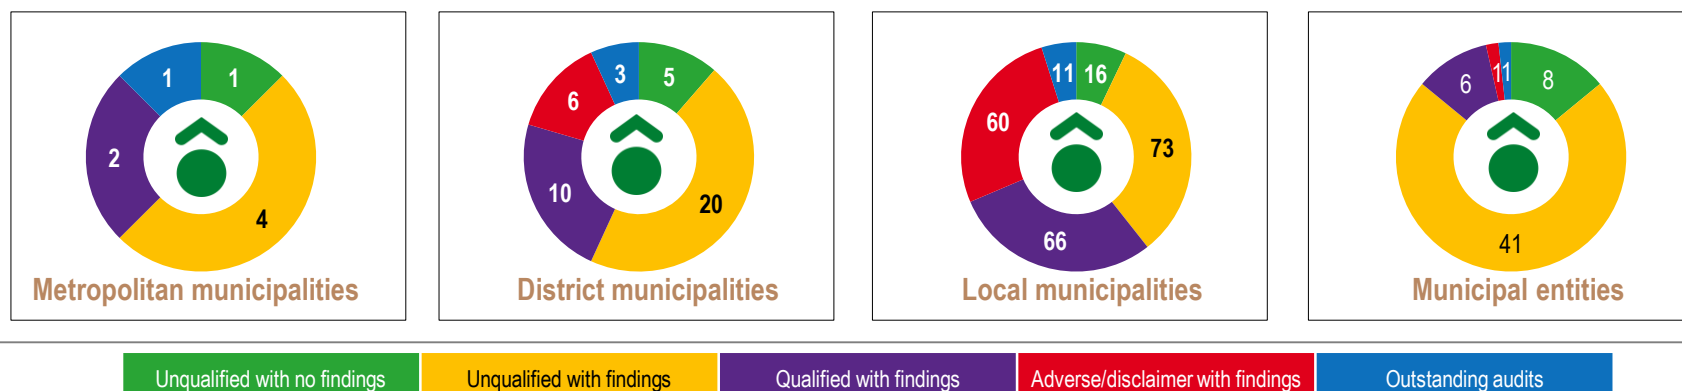 1 1
2
4
Metropolitan municipalities
3 5
6
10 20
District municipalities
11 16
60 73
66
Local municipalities
1 1 8
6
41
Municipal entities
Unqualified with no findings Unqualified with findings Qualified with findings Adverse/disclaimer with findings Outstanding audits